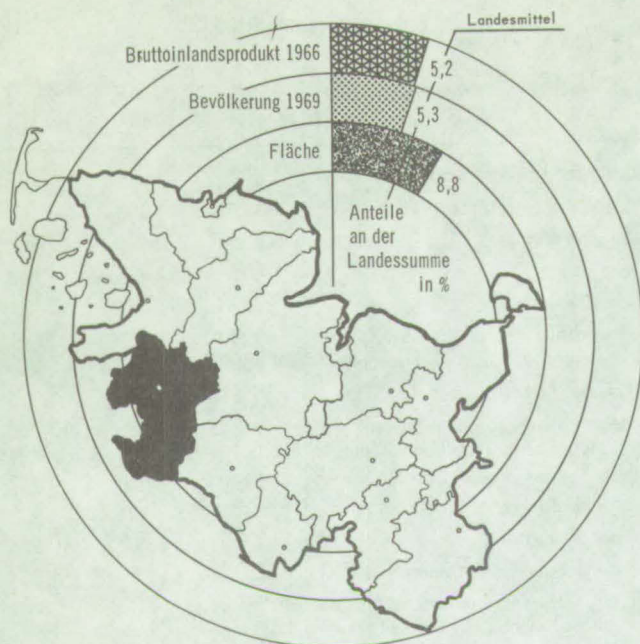 Landesmittel
Bruttoinlandsprodukt 1966
5,2
Bevölkerung 1969
5,3
Fläche
8,8
Anteile
an der
Landessumme
in %